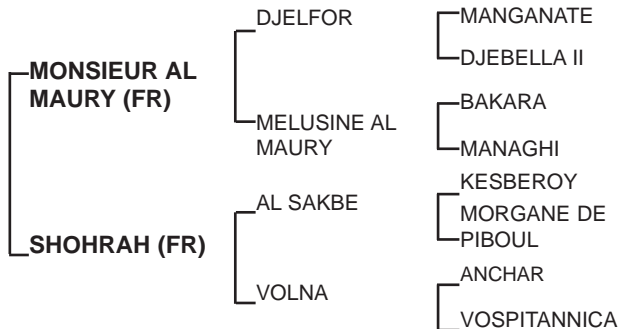 DJELFOR
MANGANATE
DJEBELLA II
MONSIEUR AL
MAURY (FR)
MELUSINE AL
MAURY
BAKARA
MANAGHI
SHOHRAH (FR)
AL SAKBE
KESBEROY
MORGANE DE
PIBOUL
VOLNA
ANCHAR
VOSPITANNICA